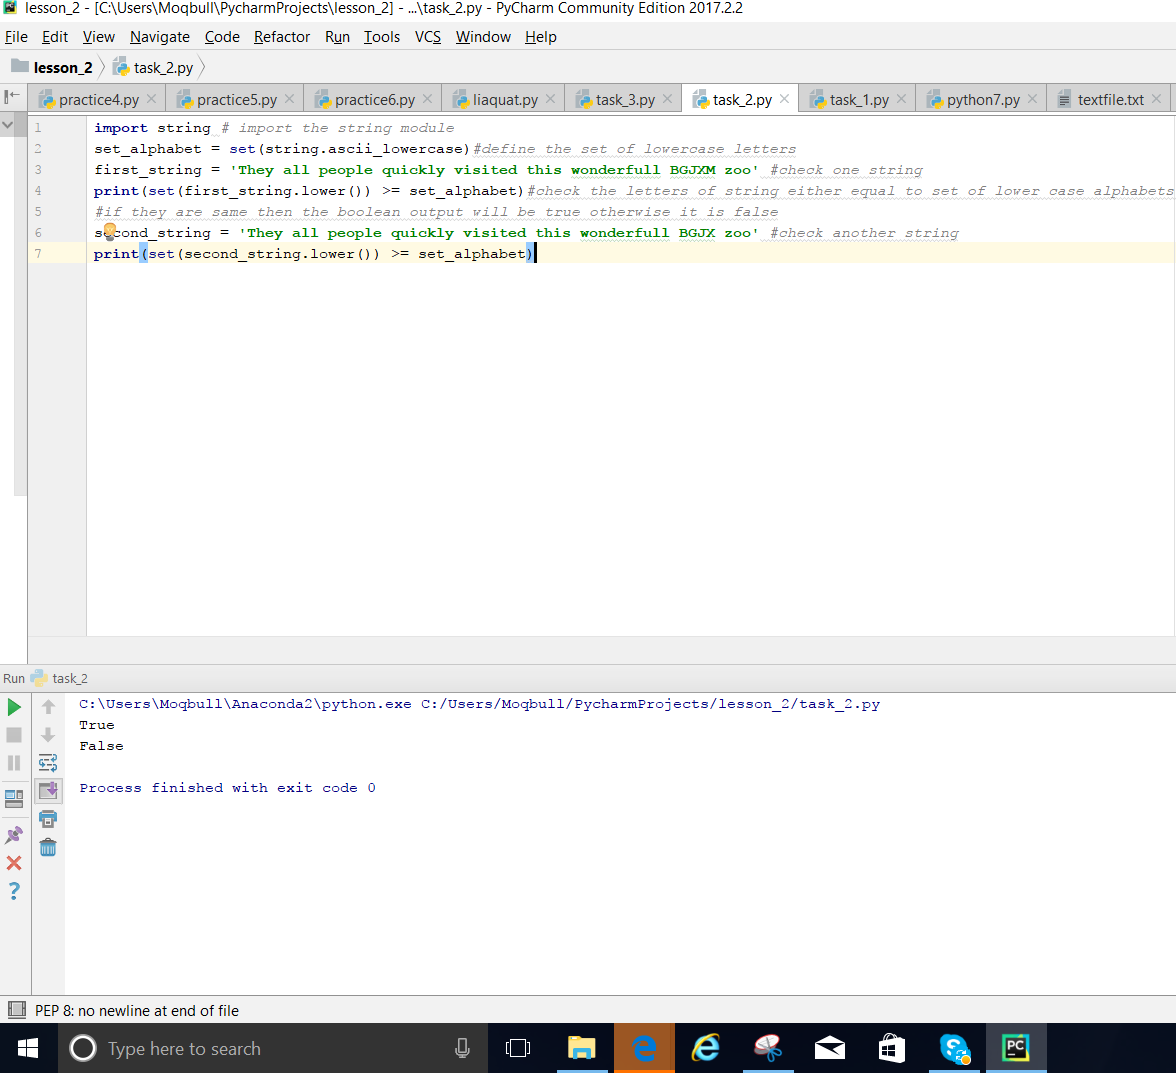 lesson_2 - [C:\Users\Moqbull\PycharmProjects\lesson_2] - ...\task_2.py - PyCharm Community Edition 2017.2.2
File Edit View Navigate Code Refactor Run Tools VCS Window Help
lesson_2 task_2.py
practice4.py practice5.py practice6.py liaquat.py task_3.py task_2.py task_1.py python7.py textfile.txt
1 import string # import the string module
2 set_alphabet = set(string.ascii_lowercase)#define the set of lowercase letters
3 first_string = 'They all people quickly visited this wonderfull BGJXM zoo' #check one string
4 print(set(first_string.lower()) >= set_alphabet)#check the letters of string either equal to set of lower case alphabets
5 #if they are same then the boolean output will be true otherwise it is false
6 second_string = 'They all people quickly visited this wonderfull BGJX zoo' #check another string
7 print(set(second_string.lower()) >= set_alphabet)
Run task_2
C:\Users\Moqbull\Anaconda2\python.exe C:/Users/Moqbull/PycharmProjects/lesson_2/task_2.py
True
False
Process finished with exit code 0
PEP 8: no newline at end of file
Type here to search
PC